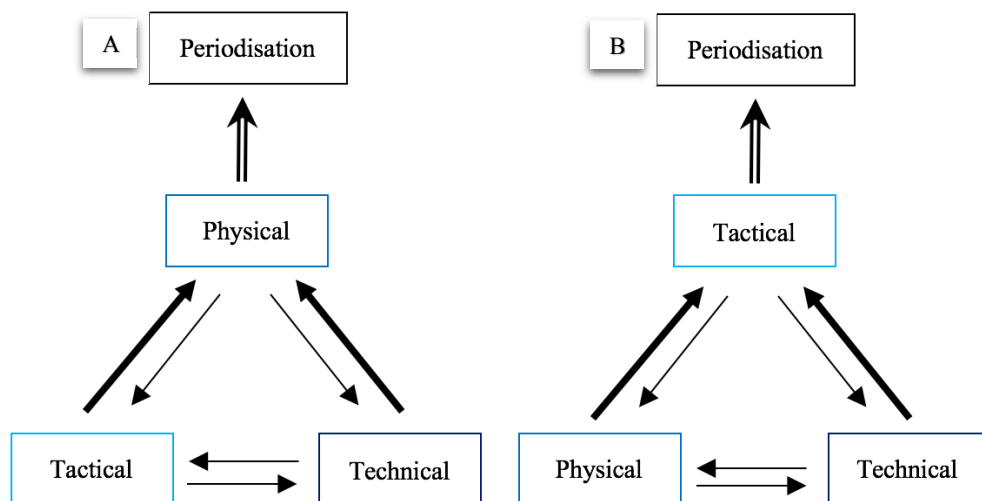 A
Periodisation
Physical
Tactical
Technical
B
Periodisation
Tactical
Physical
Technical